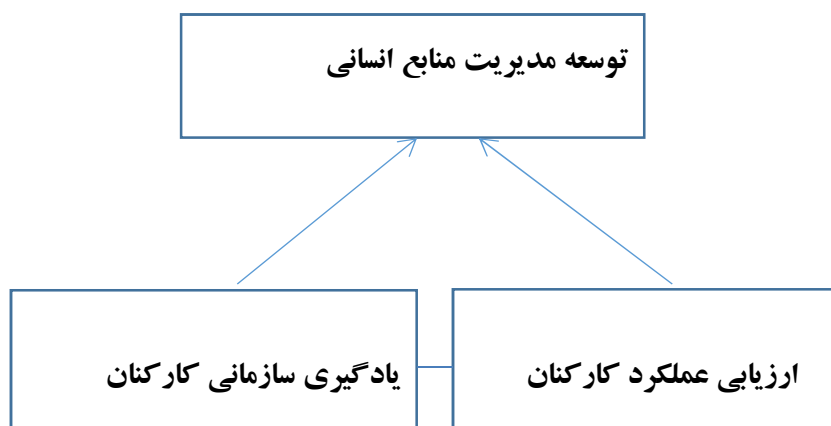 توسعه مدیریت منابع انسانی
ارزیابی عملکرد کارکنان
یادگیری سازمانی کارکنان